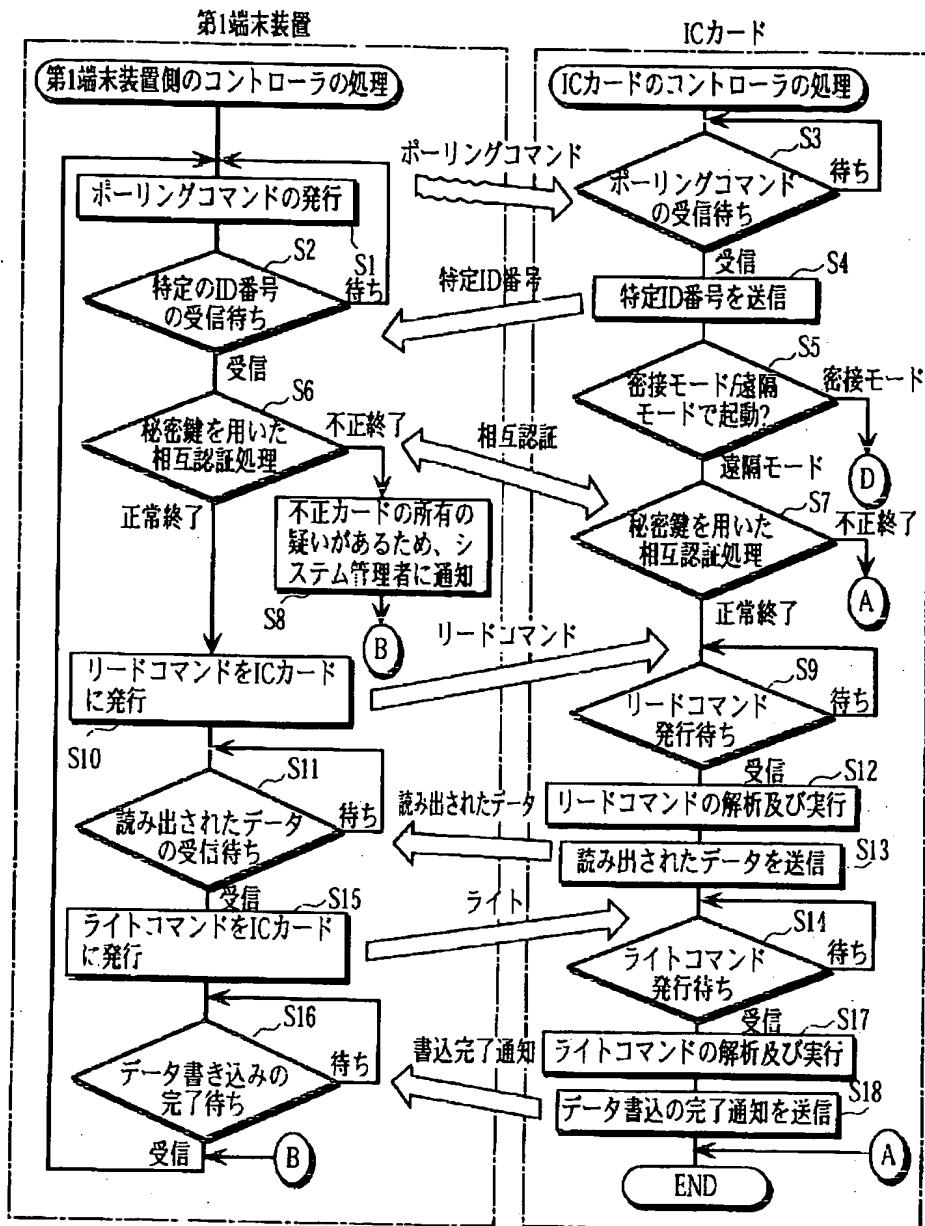 第1端末装置
ICカード
第1端末装置側のコントローラの処理
ICカードのコントローラの処理
ポーリングコマンド
S3
待ち
ポーリングコマンド
の受信待ち
ポーリングコマンドの発行
S1
S2
待ち
特定のID番号
の受信待ち
受信
受信
S4
特定ID番号
特定ID番号を送信
S5
密接モード/遠隔
モードで起動?
密接モード
D
遠隔モード
S6
秘密鍵を用いた
相互認証処理
不正終了
相互認証
S7
秘密鍵を用いた
相互認証処理
不正終了
A
正常終了
不正カードの所有の
疑いがあるため、シ
ステム管理者に通知
S8
B
正常終了
リードコマンド
リードコマンドをICカード
に発行
S10
S9
リードコマンド
発行待ち
待ち
受信
S12
リードコマンドの解析及び実行
S11
読み出されたデータ
の受信待ち
待ち
読み出されたデータ
読み出されたデータを送信
S13
受信
S15
ライトコマンドをICカード
に発行
ライト
S14
ライトコマンド
発行待ち
待ち
受信
S17
ライトコマンドの解析及び実行
S16
データ書き込みの
完了待ち
待ち
書込完了通知
データ書込の完了通知を送信
S18
受信
B
A
END